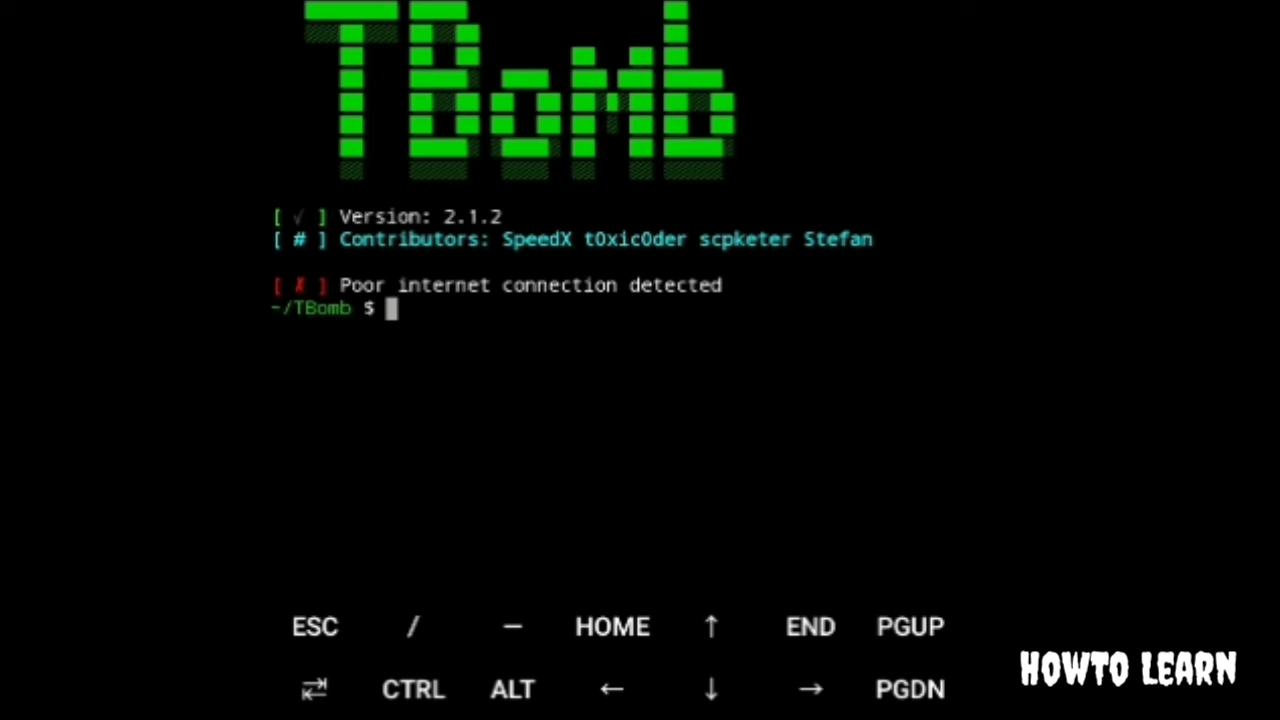 TBomb
[ √ ] Version: 2.1.2
[ # ] Contributors: SpeedX t0xic0der scpketer Stefan
[ ✗ ] Poor internet connection detected
~/TBomb $
ESC / — HOME ↑ END PGUP
⇄ CTRL ALT ← ↓ → PGDN
HOWTO LEARN